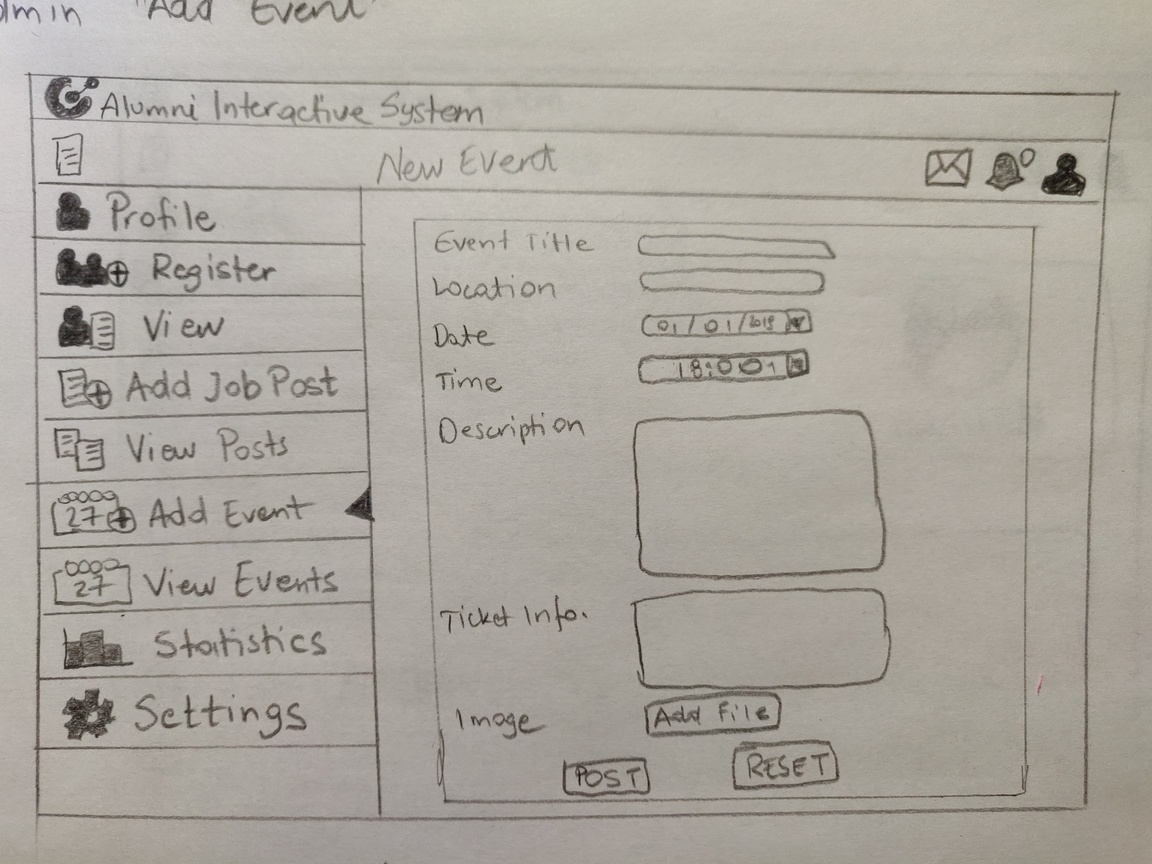 dmin "Add Event"
Alumni Interactive System
New Event
Profile
Register
View
Add Job Post
View Posts
27 Add Event
27 View Events
Statistics
Settings
Event Title
Location
Date 01/01/2019
Time 18:00
Description
Ticket Info.
Image Add File
POST RESET